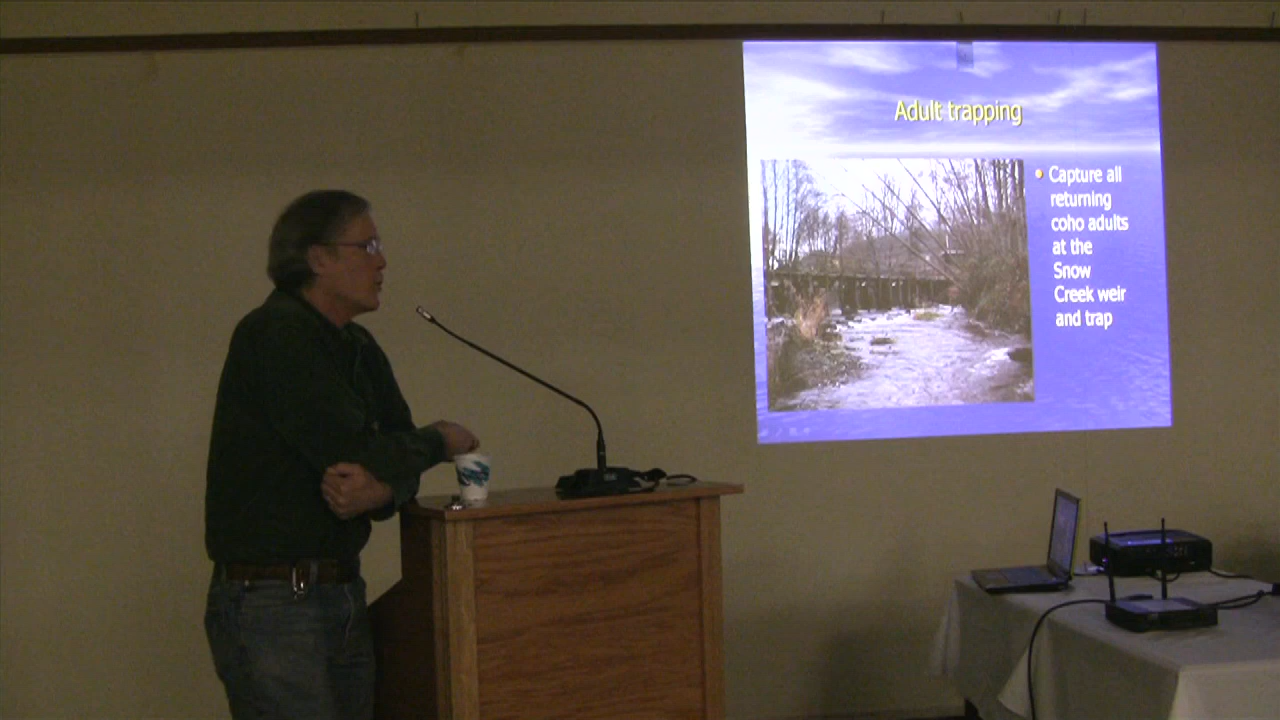 Adult trapping
• Capture all
returning
coho adults
at the
Snow
Creek weir
and trap